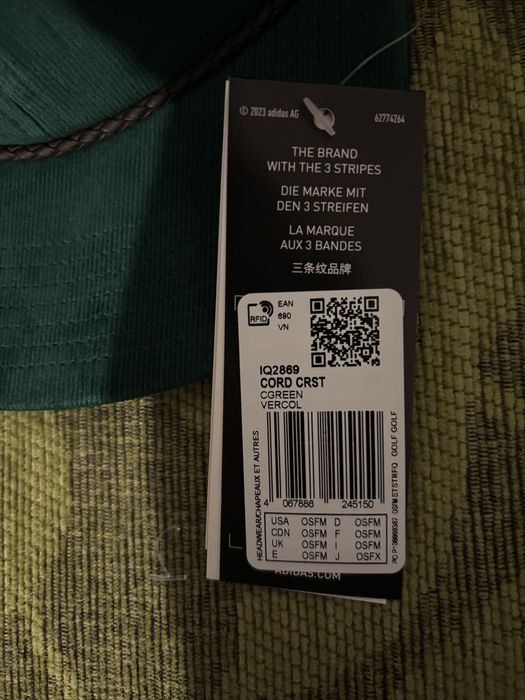 © 2023 adidas AG
62774264
THE BRAND
WITH THE 3 STRIPES
DIE MARKE MIT
DEN 3 STREIFEN
LA MARQUE
AUX 3 BANDES
三条纹品牌
RFID
EAN
690
VN
IQ2869
CORD CRST
CGREEN
VERCOL
4 067886 245150
USA OSFM D OSFM
CDN OSFM F OSFM
UK OSFM I OSFM
E OSFM J OSFX
HEADWEAR/CHAPEAUX ET AUTRES
GOLF GOLF
ADIDAS.COM